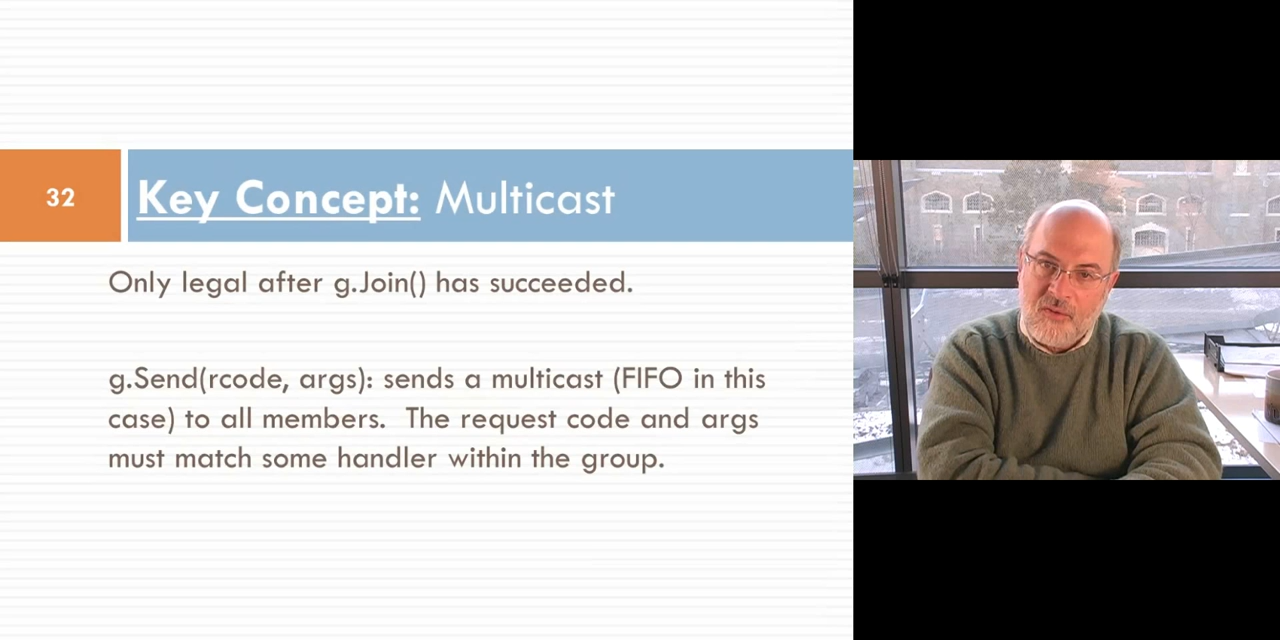 32
Key Concept: Multicast
Only legal after g.Join() has succeeded.
g.Send(rcode, args): sends a multicast (FIFO in this
case) to all members.  The request code and args
must match some handler within the group.